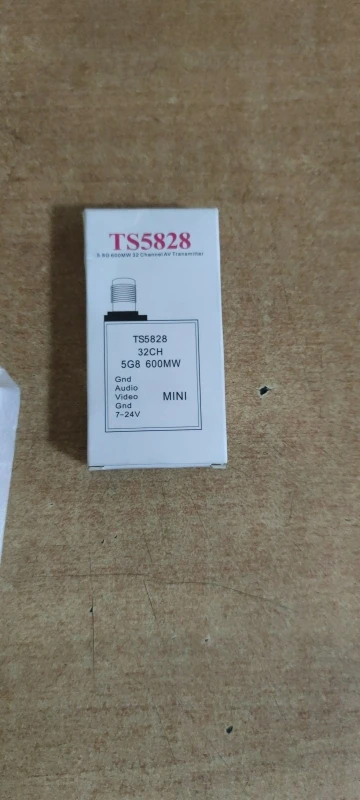 TS5828
5.8G 600MW 32 Channel AV Transmitter
TS5828
32CH
5G8 600MW
Gnd
Audio
Video
MINI
Gnd
7-24V